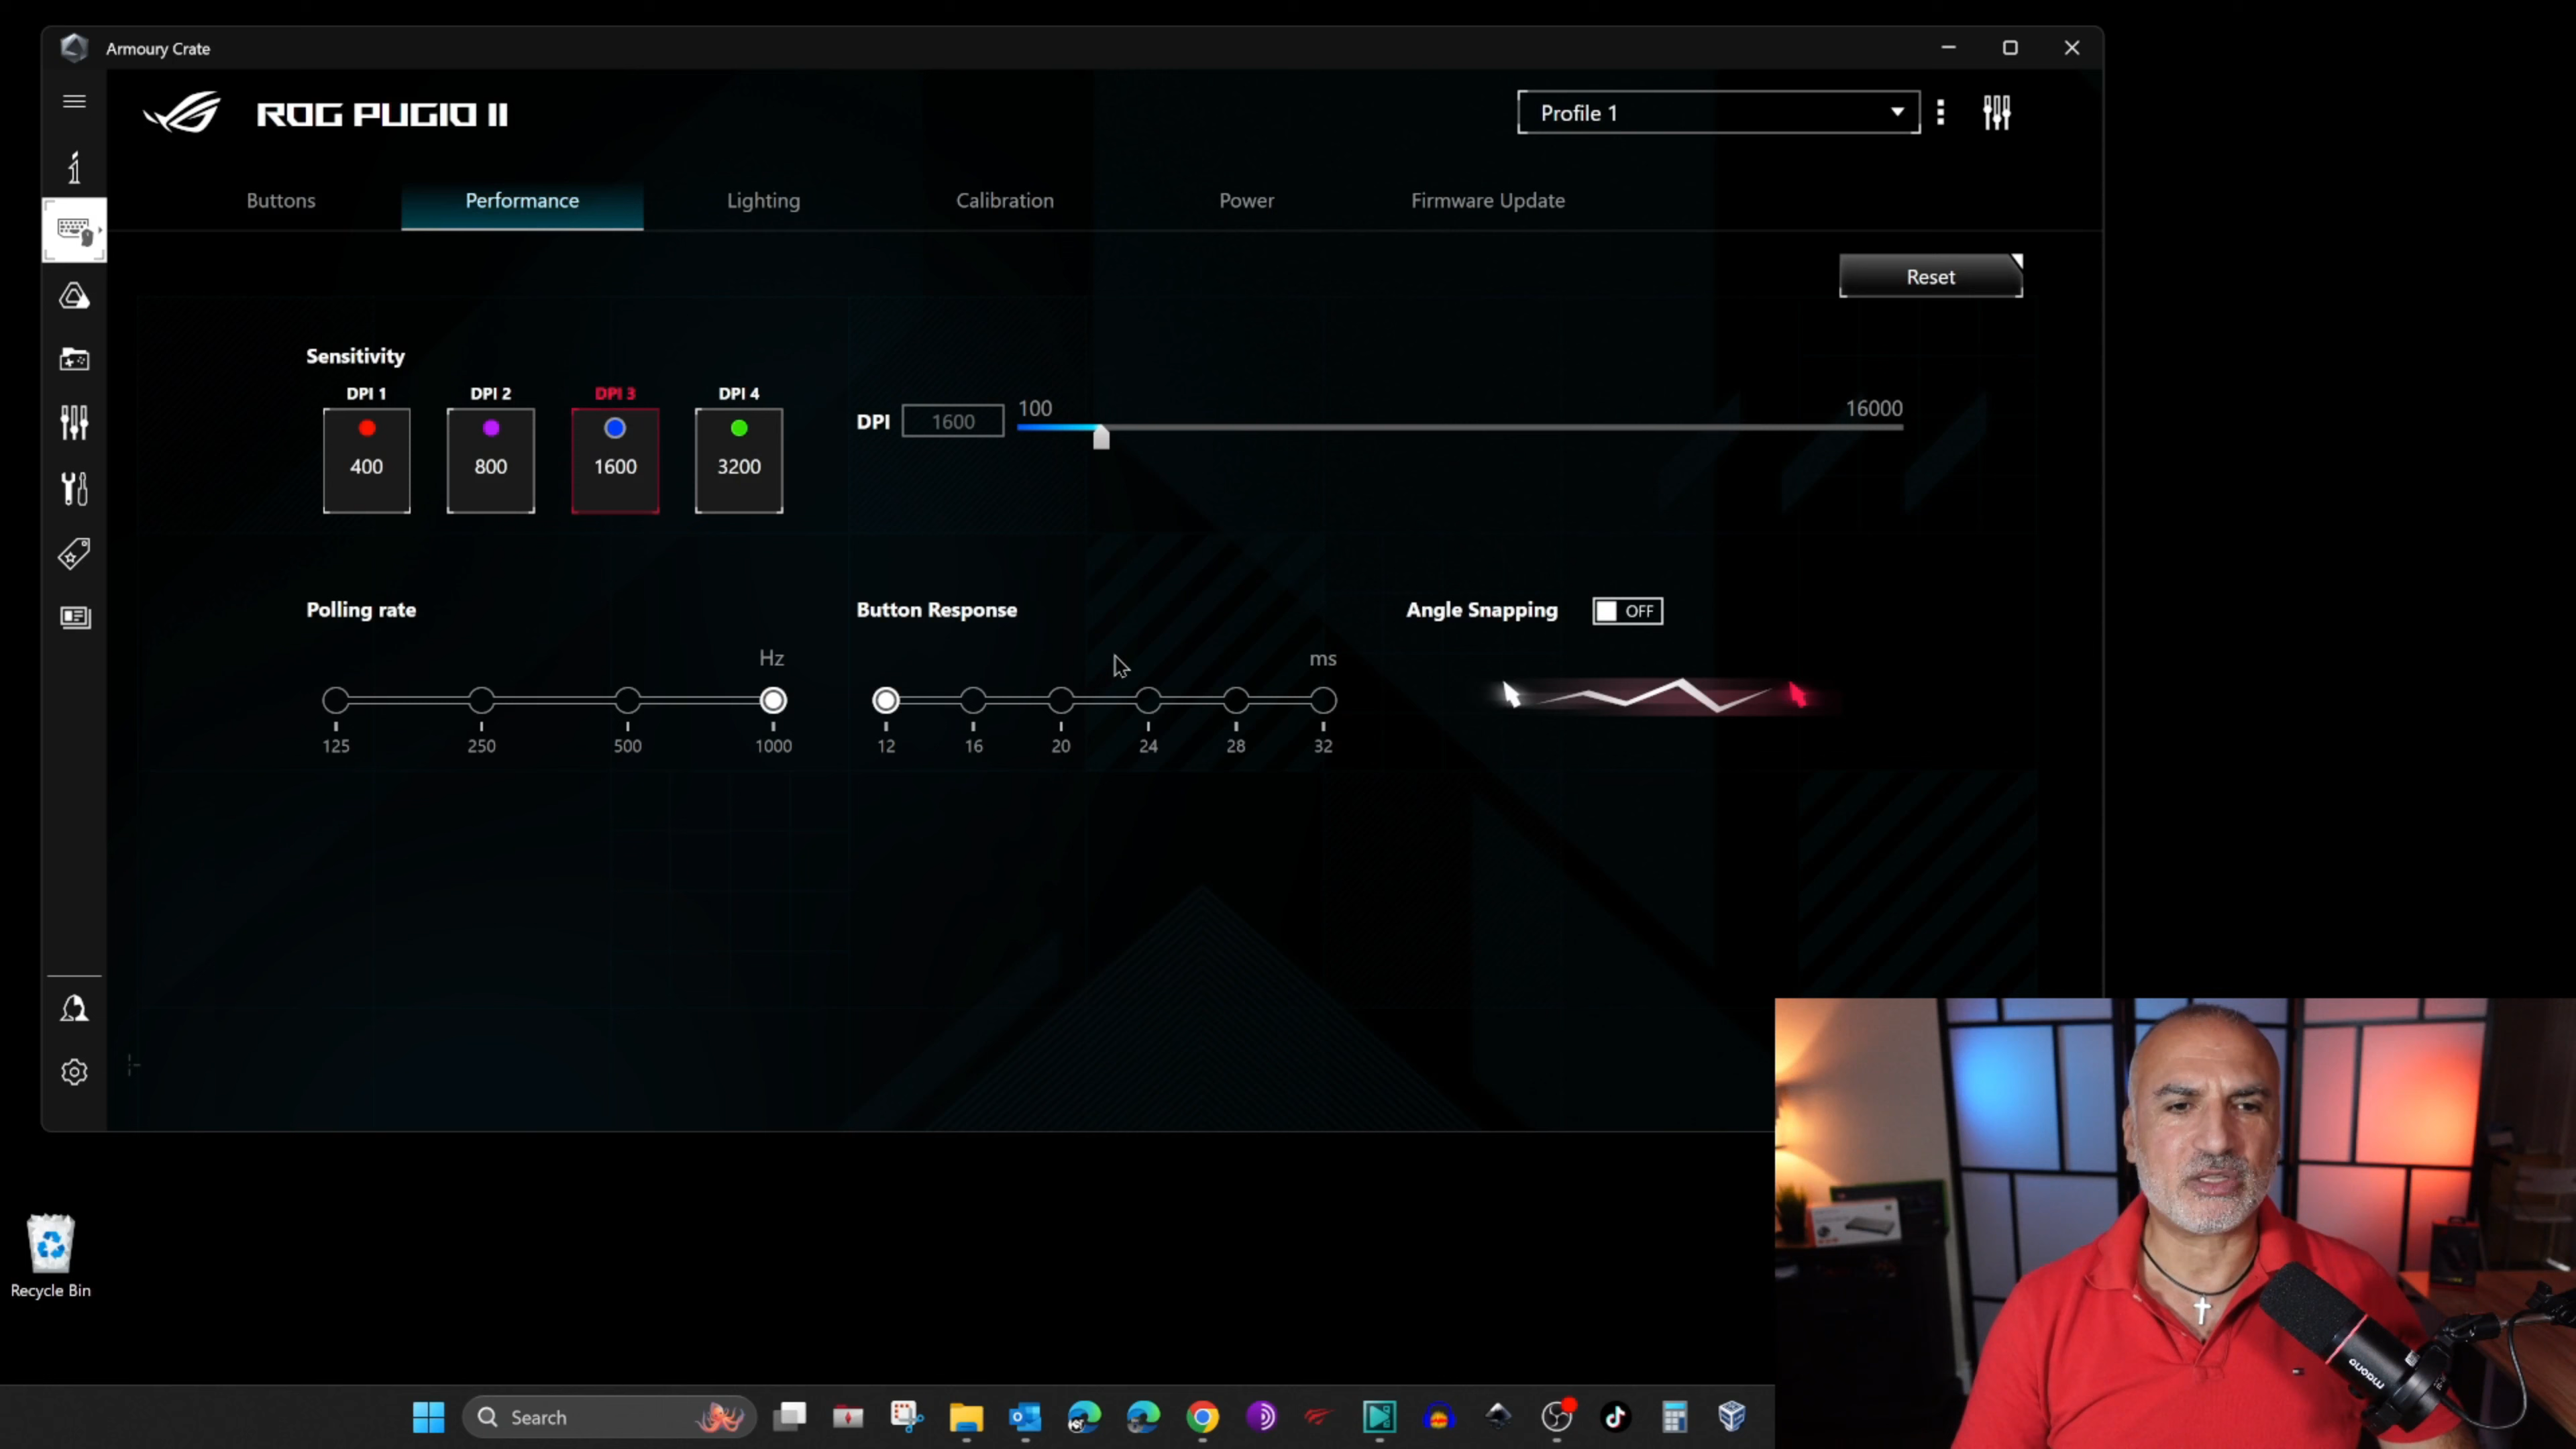 Armoury Crate
ROG PUGIO II
Profile 1
Buttons
Performance
Lighting
Calibration
Power
Firmware Update
Reset
Sensitivity
DPI 1
DPI 2
DPI 3
DPI 4
400
800
1600
3200
DPI
1600
100
16000
Polling rate
Hz
125
250
500
1000
Button Response
ms
12
16
20
24
28
32
Angle Snapping
OFF
Recycle Bin
Search
maono